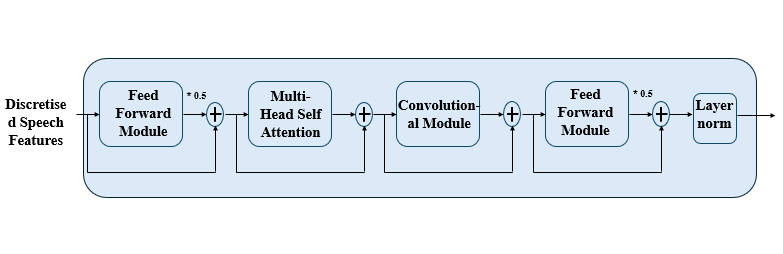 Discretise
d Speech
Features
Feed
Forward
Module
* 0.5
+
Multi-
Head Self
Attention
+
Convolution-
al Module
+
Feed
Forward
Module
* 0.5
+
Layer
norm